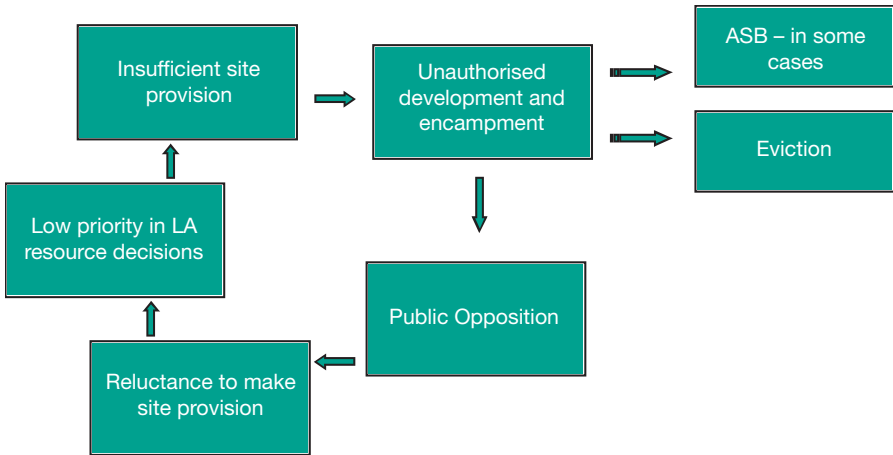 Insufficient site
provision
Unauthorised
development and
encampment
ASB – in some
cases
Eviction
Low priority in LA
resource decisions
Public Opposition
Reluctance to make
site provision